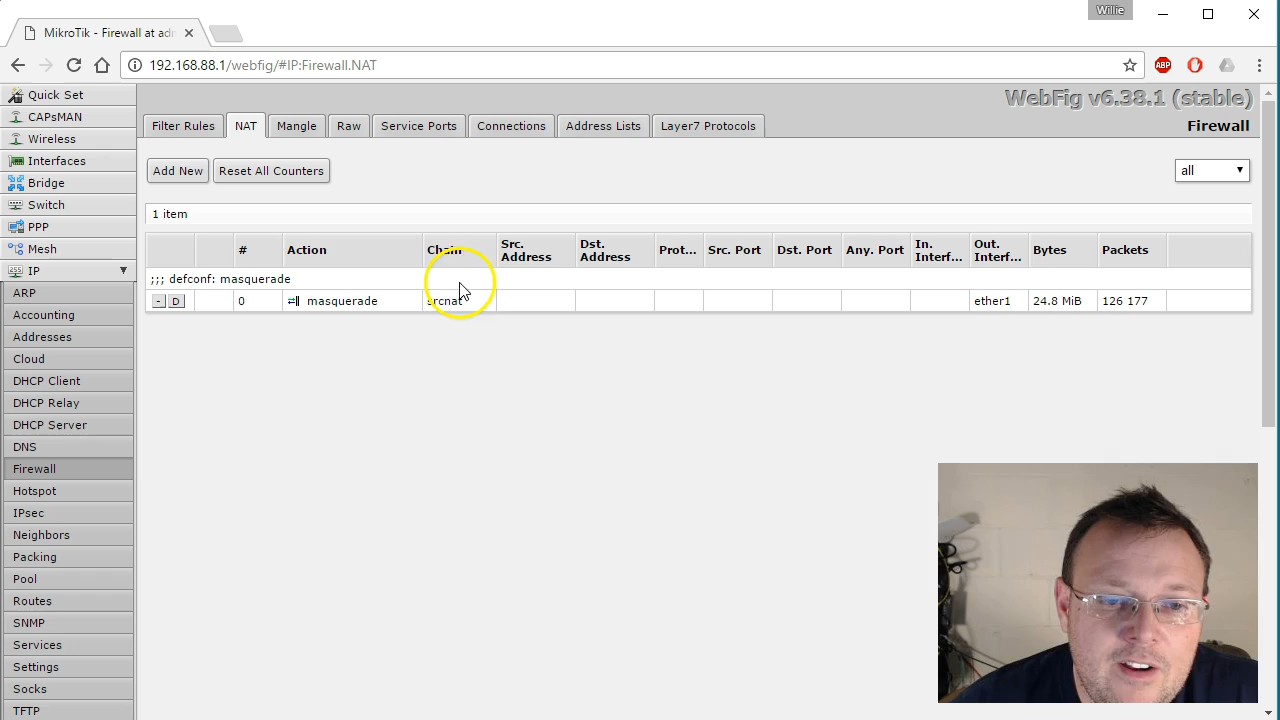 Willie
MikroTik - Firewall at adm
192.168.88.1/webfig/#IP:Firewall.NAT
ABP
WebFig v6.38.1 (stable)
Firewall
Quick Set
CAPsMAN
Wireless
Interfaces
Bridge
Switch
PPP
Mesh
IP
ARP
Accounting
Addresses
Cloud
DHCP Client
DHCP Relay
DHCP Server
DNS
Firewall
Hotspot
IPsec
Neighbors
Packing
Pool
Routes
SNMP
Services
Settings
Socks
TFTP
Filter Rules NAT Mangle Raw Service Ports Connections Address Lists Layer7 Protocols
Add New Reset All Counters all
1 item
# Action Chain Src. Address Dst. Address Prot... Src. Port Dst. Port Any. Port In. Interf... Out. Interf... Bytes Packets
;;; defconf: masquerade
- D 0 masquerade srcnat ether1 24.8 MiB 126 177